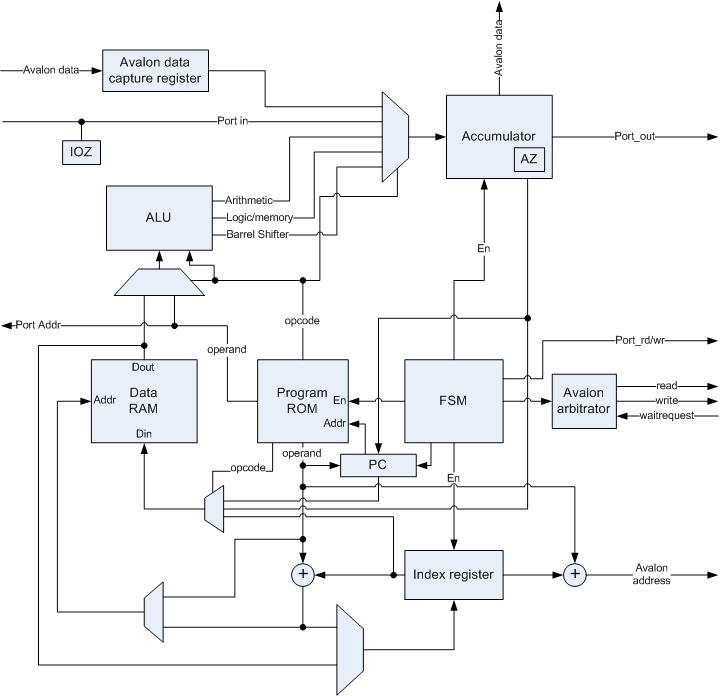 Avalon data
Avalon data
Avalon data
capture register
Port in
IOZ
Accumulator
AZ
Port_out
ALU
Arithmetic
Logic/memory
Barrel Shifter
En
Port Addr
operand
opcode
Port_rd/wr
Dout
Data
RAM
Addr
Din
Program
ROM
En
Addr
FSM
Avalon
arbitrator
read
write
waitrequest
operand
opcode
PC
En
+
Index register
+
Avalon
address